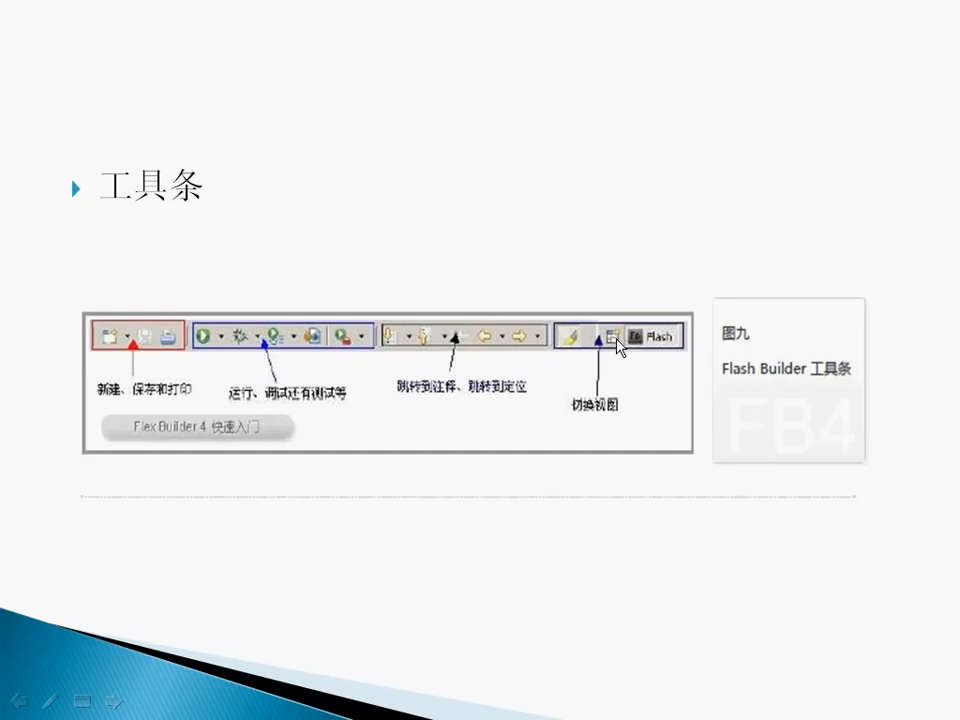 工具条
Flash
新建、保存和打印
运行、调试还有测试等
跳转到注释、跳转到定位
切换视图
Flex Builder 4 快速入门
图九
Flash Builder 工具条
FB4